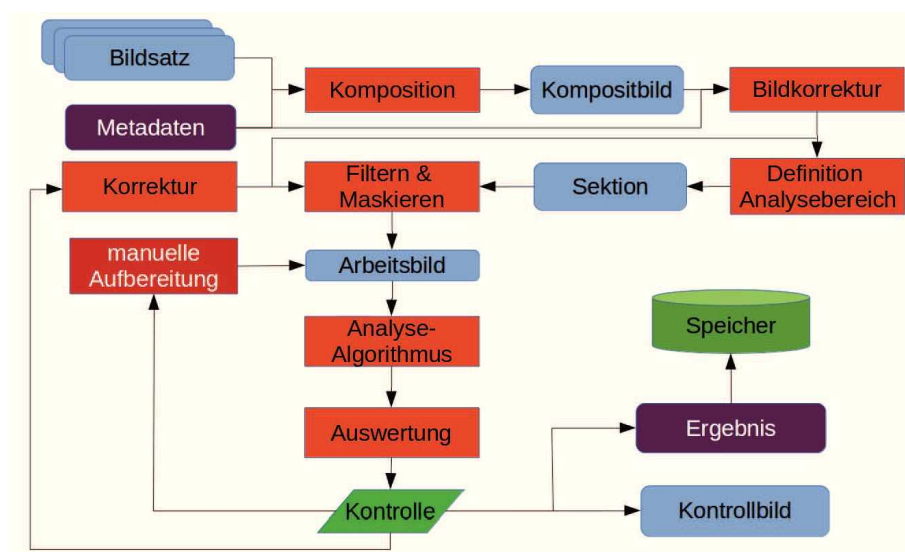 Bildsatz
Komposition
Kompositbild
Bildkorrektur
Metadaten
Korrektur
Filtern &
Maskieren
Sektion
Definition
Analysebereich
manuelle
Aufbereitung
Arbeitsbild
Analyse-
Algorithmus
Speicher
Auswertung
Ergebnis
Kontrolle
Kontrollbild